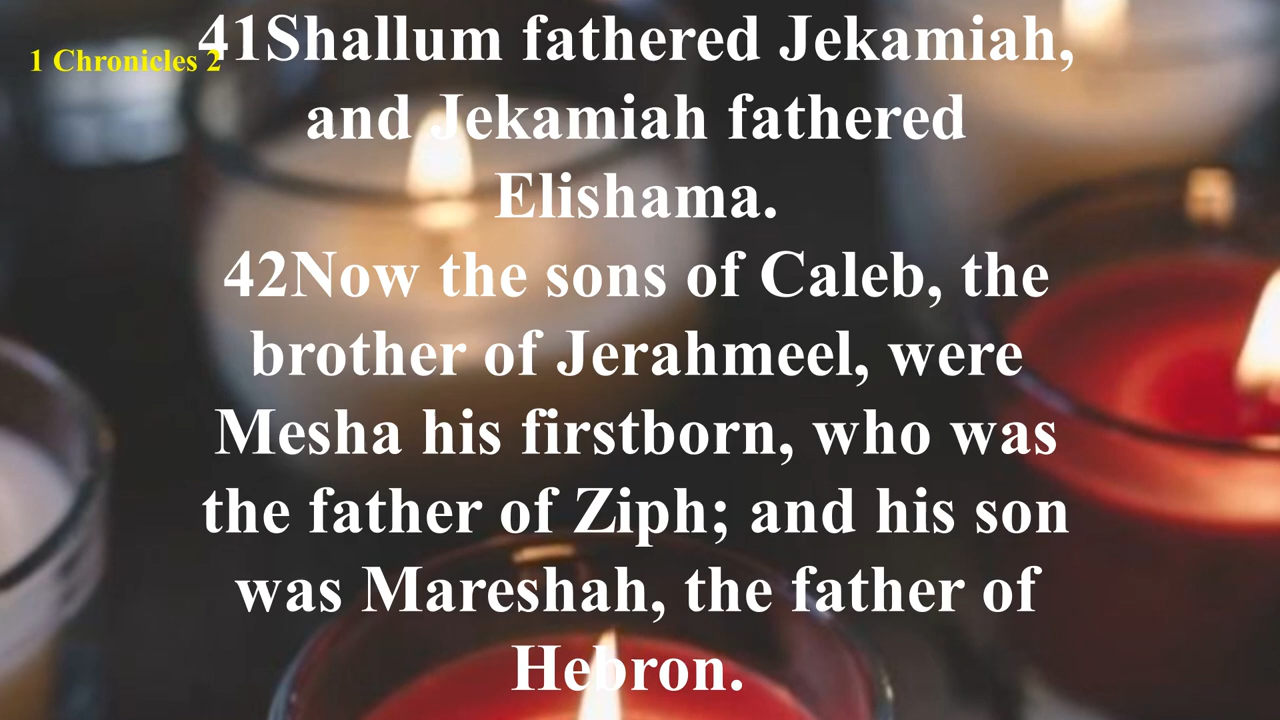 1 Chronicles 2
41Shallum fathered Jekamiah,
and Jekamiah fathered
Elishama.
42Now the sons of Caleb, the
brother of Jerahmeel, were
Mesha his firstborn, who was
the father of Ziph; and his son
was Mareshah, the father of
Hebron.